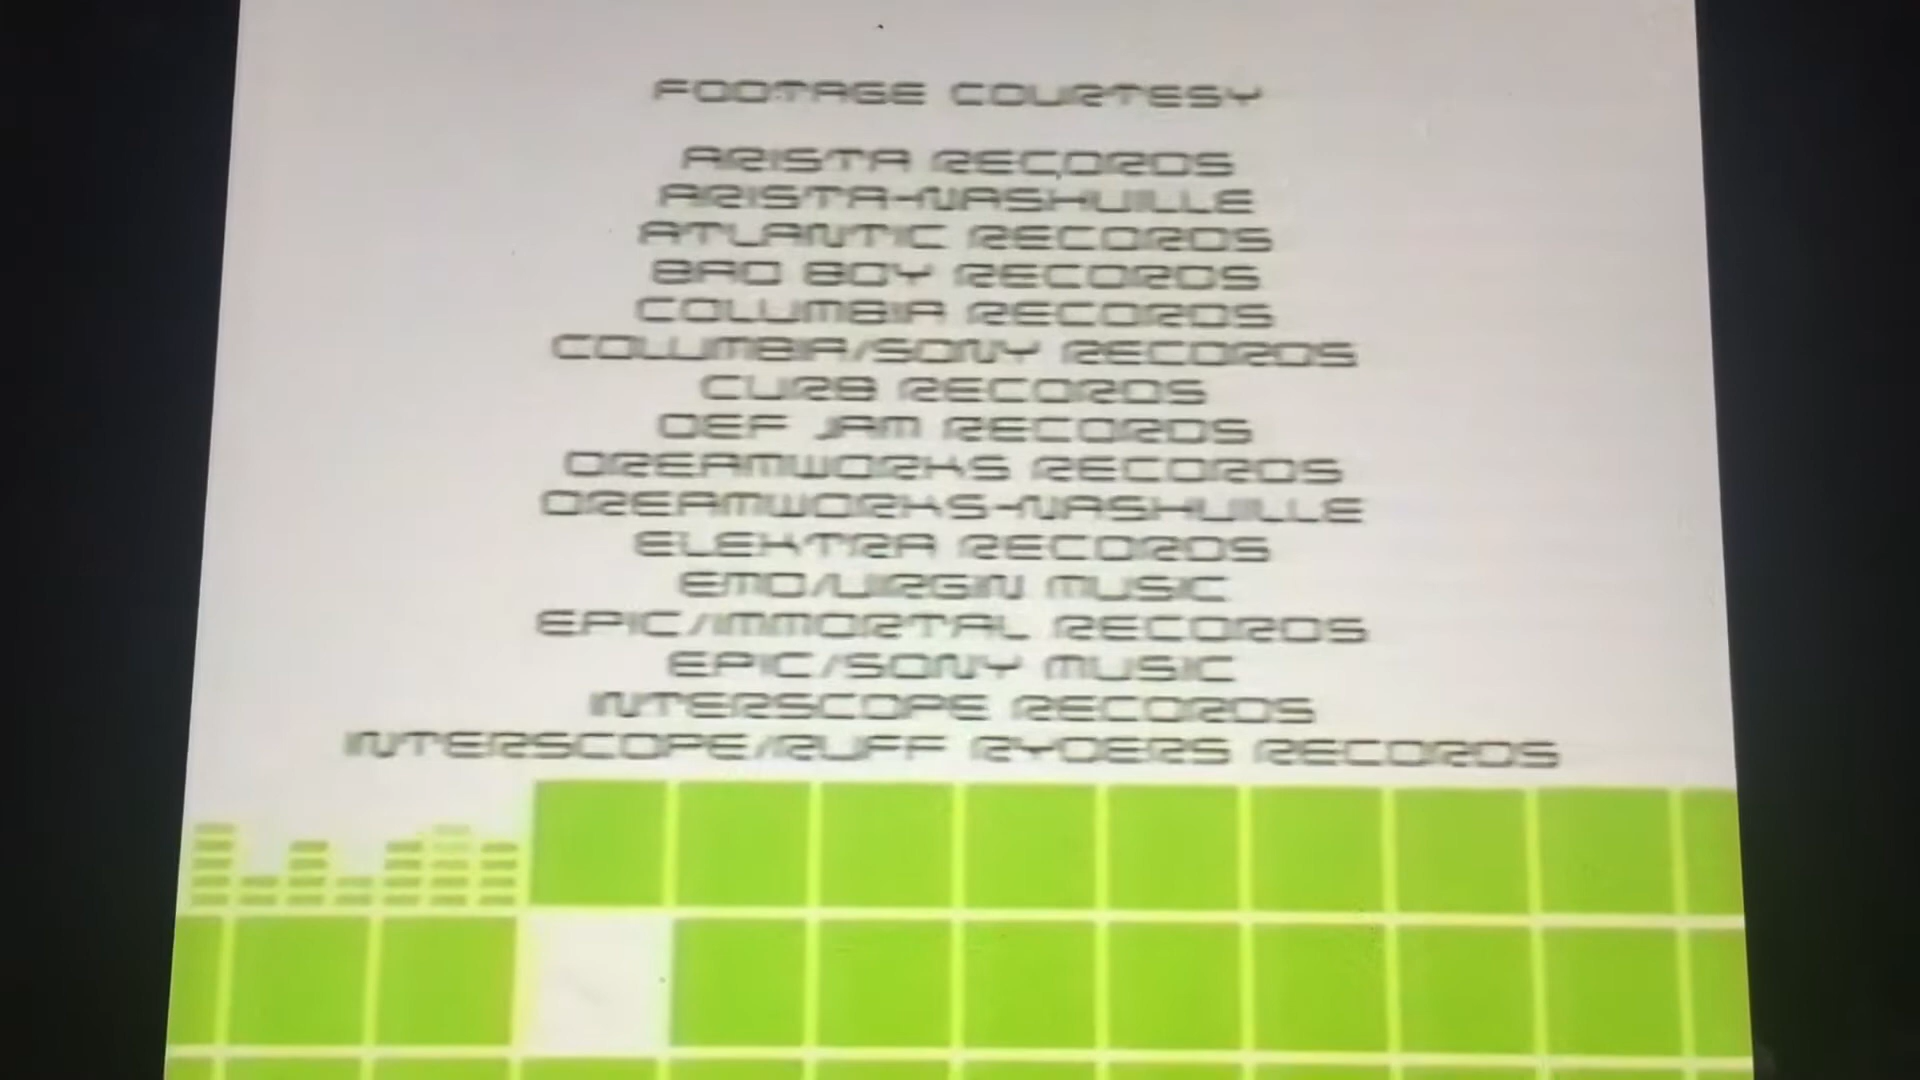 FOOTAGE COURTESY
ARISTA RECORDS
ARISTA-NASHVILLE
ATLANTIC RECORDS
BAD BOY RECORDS
COLUMBIA RECORDS
COLUMBIA/SONY RECORDS
CURB RECORDS
DEF JAM RECORDS
DREAMWORKS RECORDS
DREAMWORKS-NASHVILLE
ELEKTRA RECORDS
EMD/VIRGIN MUSIC
EPIC/IMMORTAL RECORDS
EPIC/SONY MUSIC
INTERSCOPE RECORDS
INTERSCOPE/RUFF RYDERS RECORDS